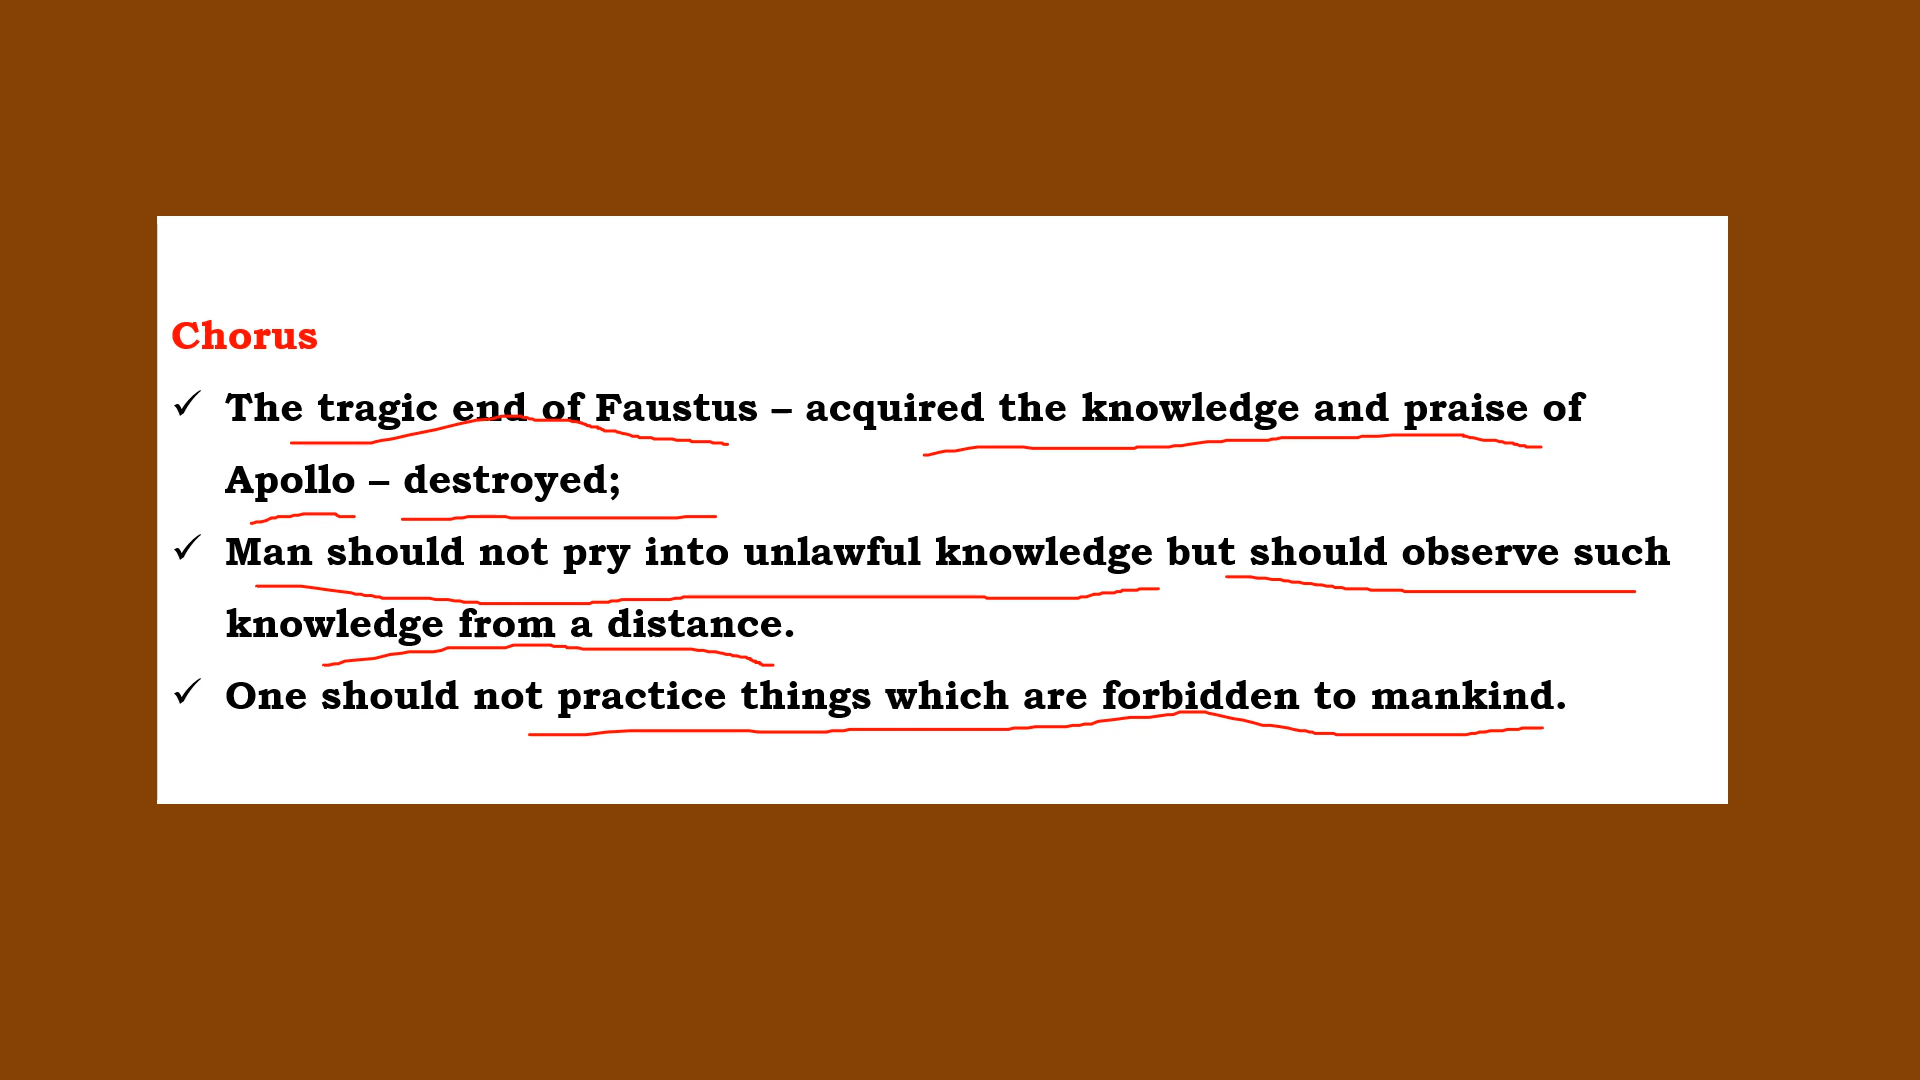 Chorus
✓ The tragic end of Faustus – acquired the knowledge and praise of
Apollo – destroyed;
✓ Man should not pry into unlawful knowledge but should observe such
knowledge from a distance.
✓ One should not practice things which are forbidden to mankind.